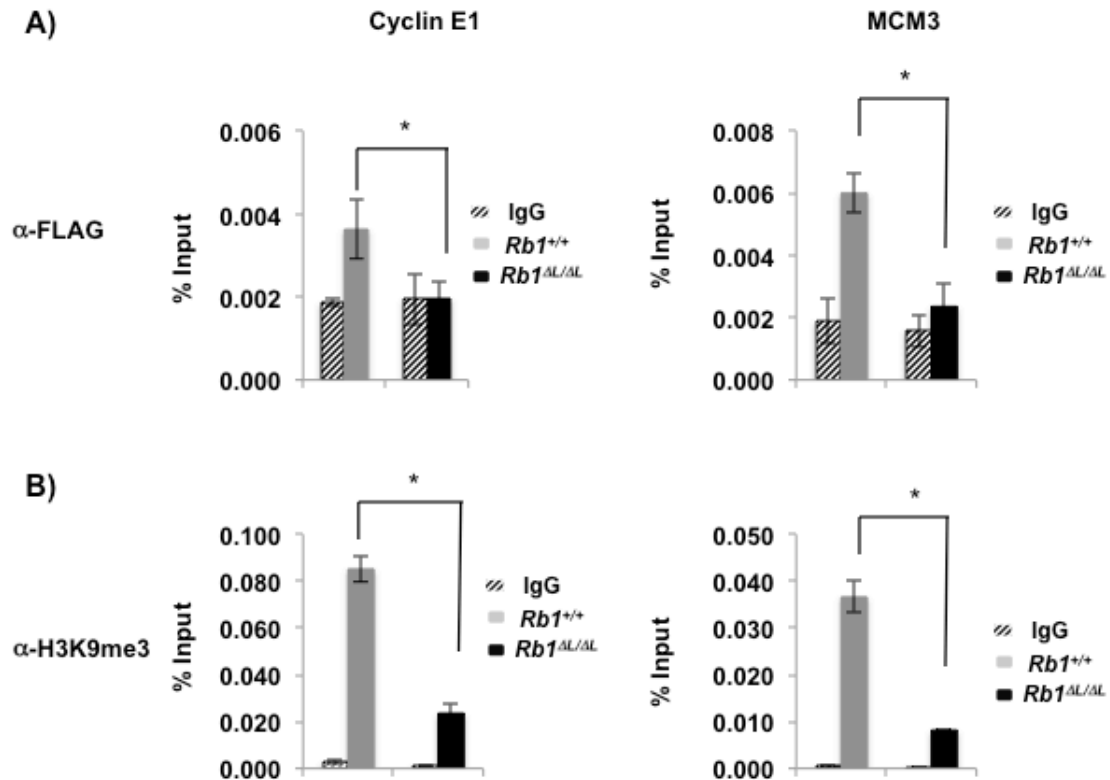 A)
Cyclin E1
MCM3
α-FLAG
% Input
0.006
0.004
0.002
0.000
*
IgG
Rb1+/+
Rb1ΔL/ΔL
% Input
0.008
0.006
0.004
0.002
0.000
*
IgG
Rb1+/+
Rb1ΔL/ΔL
B)
α-H3K9me3
% Input
0.100
0.080
0.060
0.040
0.020
0.000
*
IgG
Rb1+/+
Rb1ΔL/ΔL
% Input
0.050
0.040
0.030
0.020
0.010
0.000
*
IgG
Rb1+/+
Rb1ΔL/ΔL